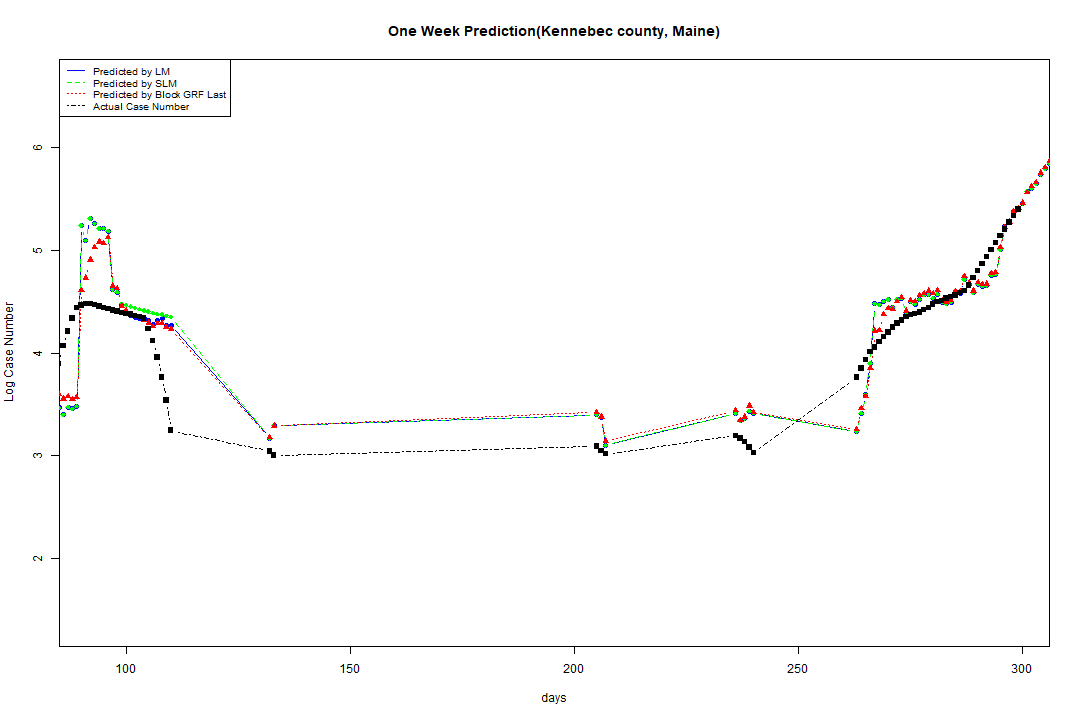 One Week Prediction(Kennebec county, Maine)
Predicted by LM
Predicted by SLM
Predicted by Block GRF Last
Actual Case Number
6
5
4
3
2
Log Case Number
100 150 200 250 300
days